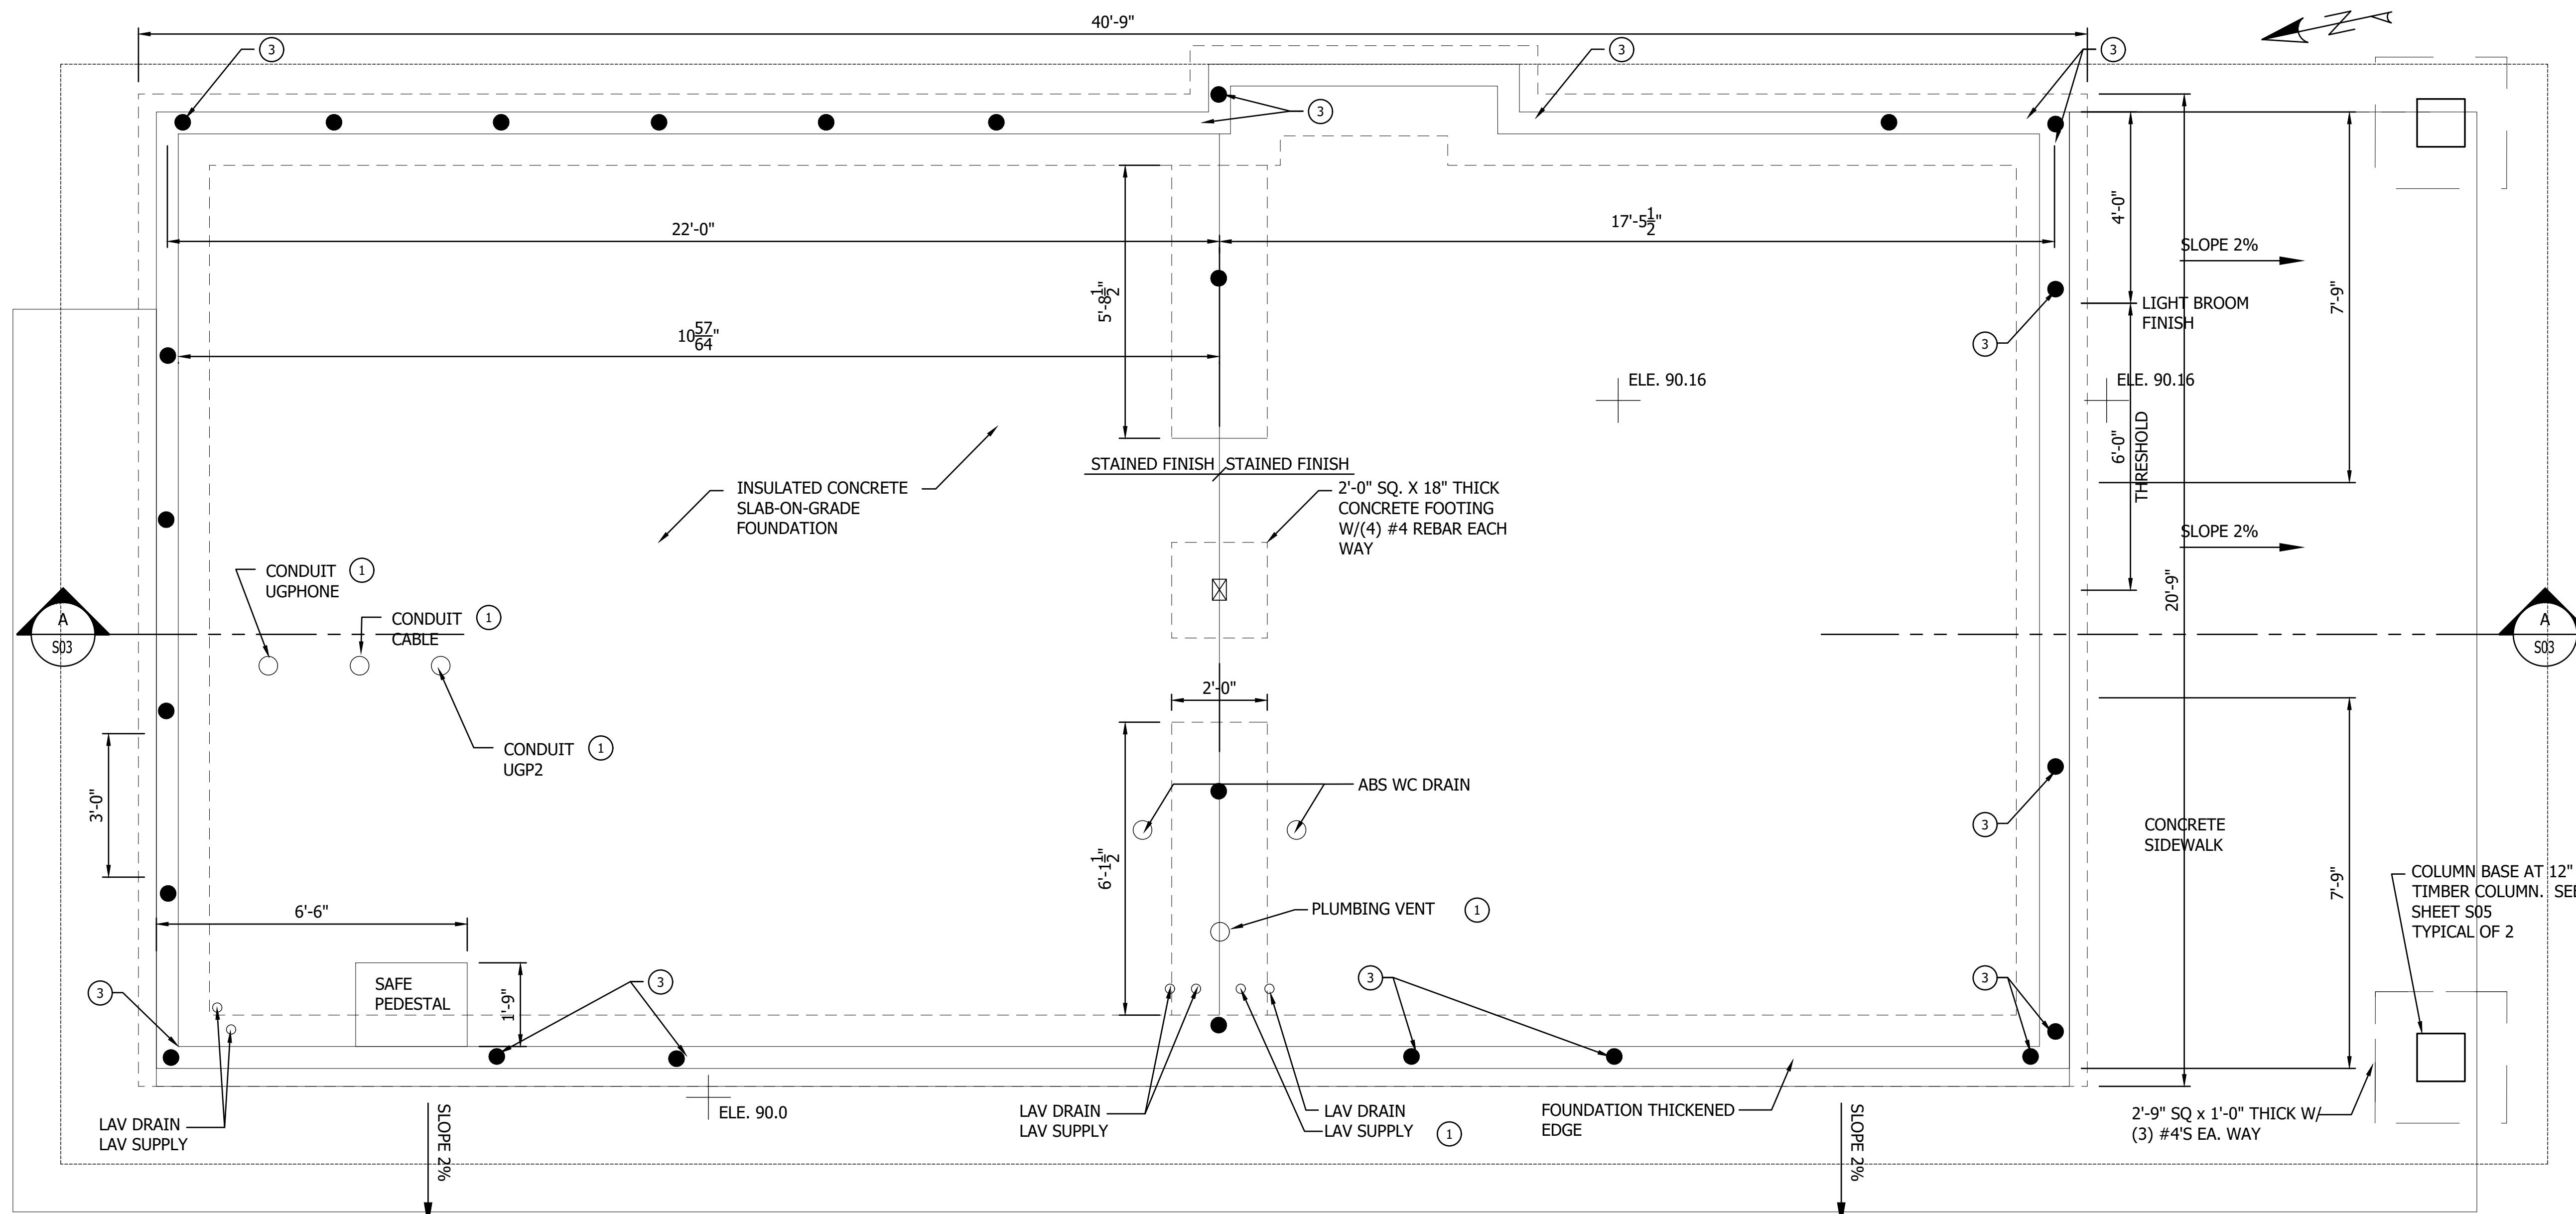 40'-9"
N
3
3
3
3
22'-0"
17'-5 1/2"
4'-0"
SLOPE 2%
5'-8 1/2"
7'-9"
LIGHT BROOM
FINISH
10 57/64"
3
ELE. 90.16
ELE. 90.16
6'-0"
THRESHOLD
STAINED FINISH
STAINED FINISH
INSULATED CONCRETE
SLAB-ON-GRADE
FOUNDATION
2'-0" SQ. X 18" THICK
CONCRETE FOOTING
W/(4) #4 REBAR EACH
WAY
SLOPE 2%
CONDUIT 1
UGPHONE
20'-9"
CONDUIT 1
CABLE
A
S03
A
S03
2'-0"
CONDUIT 1
UGP2
3'-0"
ABS WC DRAIN
3
CONCRETE
SIDEWALK
6'-1 1/2"
7'-9"
COLUMN BASE AT 12"
TIMBER COLUMN.
SHEET S05
TYPICAL OF 2
6'-6"
PLUMBING VENT 1
3
SAFE
PEDESTAL
1'-9"
3
3
3
LAV DRAIN
LAV SUPPLY
SLOPE 2%
ELE. 90.0
LAV DRAIN
LAV SUPPLY
LAV DRAIN
LAV SUPPLY 1
FOUNDATION THICKENED
EDGE
SLOPE 2%
2'-9" SQ x 1'-0" THICK W/
(3) #4'S EA. WAY